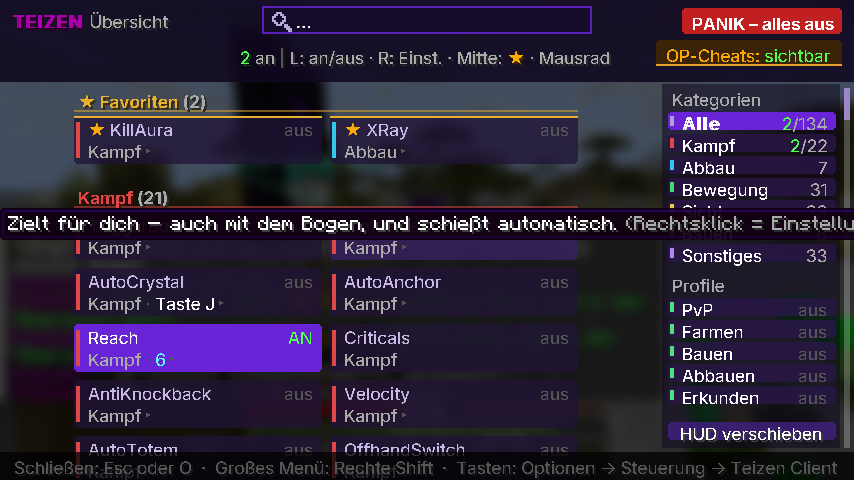 TEIZEN Übersicht
...
PANIK – alles aus
2 an | L: an/aus · R: Einst. · Mitte: ★ · Mausrad
OP-Cheats: sichtbar
★ Favoriten (2)
★ KillAura aus
Kampf
★ XRay aus
Abbau
Kampf (21)
Zielt für dich – auch mit dem Bogen, und schießt automatisch. (Rechtsklick = Einstellu
Kampf
Kampf
AutoCrystal aus
Kampf · Taste J
AutoAnchor aus
Kampf
Reach AN
Kampf · 6
Criticals aus
Kampf
AntiKnockback aus
Kampf
Velocity aus
Kampf
AutoTotem aus
OffhandSwitch aus
Kategorien
Alle 2/134
Kampf 2/22
Abbau 7
Bewegung 31
Sonstiges 33
Profile
PvP aus
Farmen aus
Bauen aus
Abbauen aus
Erkunden aus
HUD verschieben
Schließen: Esc oder O · Großes Menü: Rechte Shift · Tasten: Optionen → Steuerung → Teizen Client